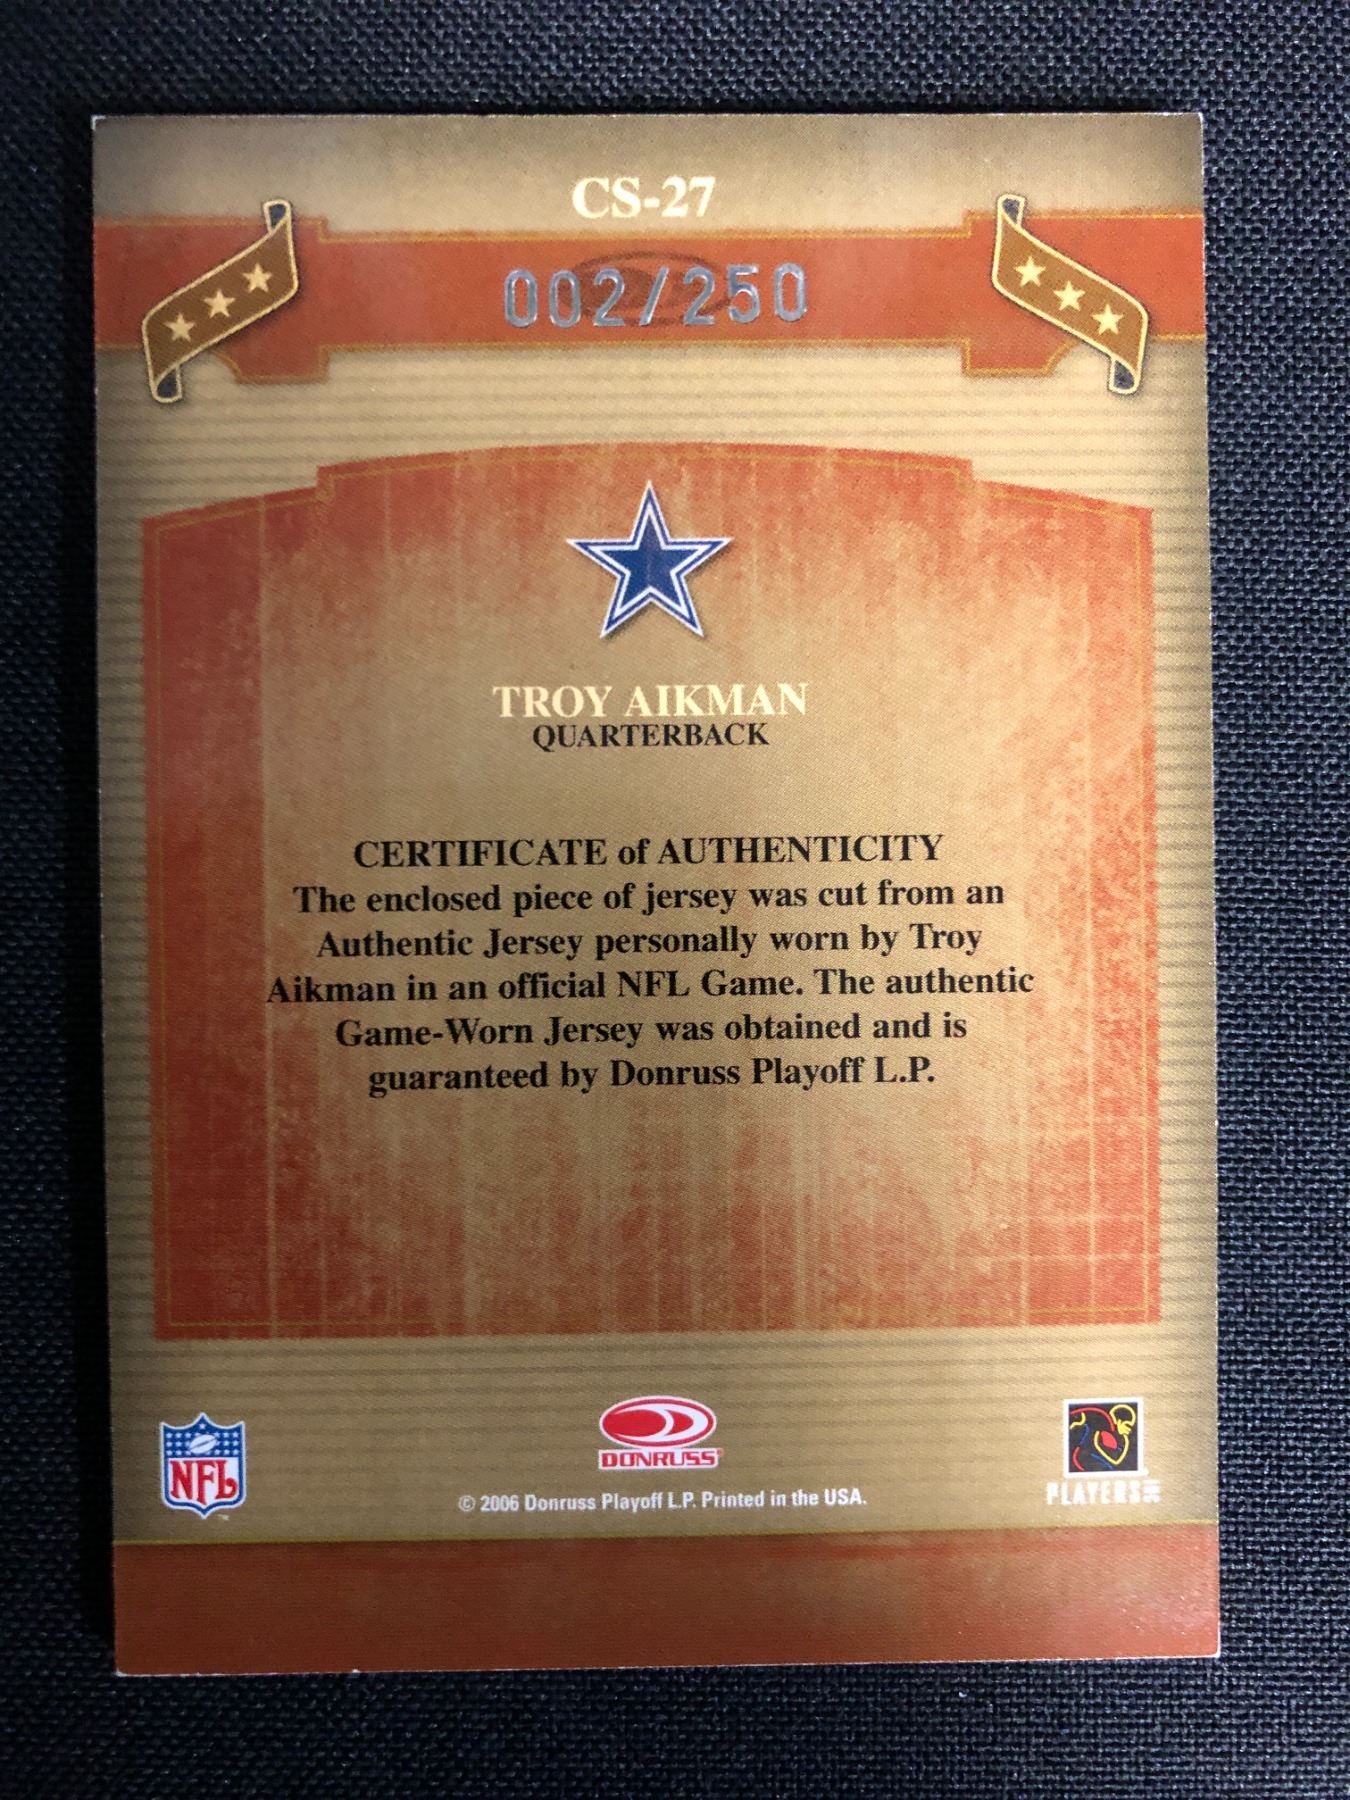 CS-27
002/250
TROY AIKMAN
QUARTERBACK
CERTIFICATE of AUTHENTICITY
The enclosed piece of jersey was cut from an
Authentic Jersey personally worn by Troy
Aikman in an official NFL Game. The authentic
Game-Worn Jersey was obtained and is
guaranteed by Donruss Playoff L.P.
NFL
DONRUSS
© 2006 Donruss Playoff L.P. Printed in the USA.
PLAYERS INC